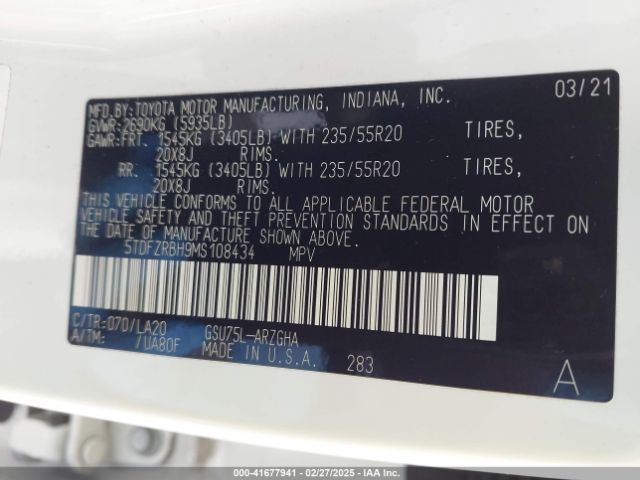 MFD.BY:TOYOTA MOTOR MANUFACTURING, INDIANA, INC. 03/21
GVWR:2690KG (5935LB)
GAWR:FRT. 1545KG (3405LB) WITH 235/55R20 TIRES,
20X8J RIMS.
RR. 1545KG (3405LB) WITH 235/55R20 TIRES,
20X8J RIMS.
THIS VEHICLE CONFORMS TO ALL APPLICABLE FEDERAL MOTOR
VEHICLE SAFETY AND THEFT PREVENTION STANDARDS IN EFFECT ON
THE DATE OF MANUFACTURE SHOWN ABOVE.
5TDFZRBH9MS108434 MPV
C/TR:070/LA20 GSU75L-ARZGHA
A/TM: /UA80F MADE IN U.S.A. 283 A
000-41677941 - 02/27/2025 - IAA Inc.